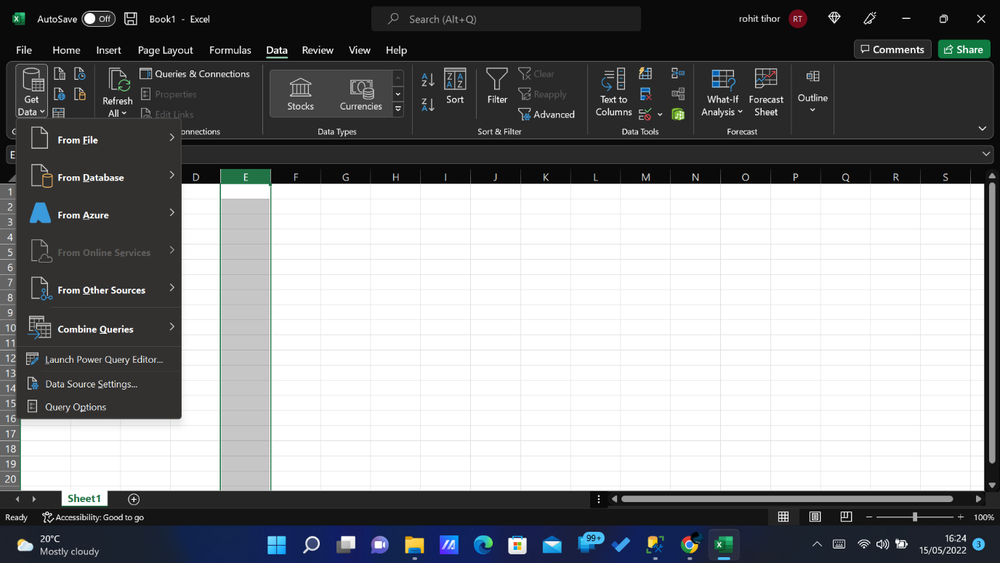 AutoSave Off Book1 - Excel Search (Alt+Q) rohit tihor RT
File Home Insert Page Layout Formulas Data Review View Help Comments Share
Get Data
Refresh All
Queries & Connections
Properties
Edit Links
Stocks Currencies
Data Types
Sort
Filter
Clear
Reapply
Advanced
Sort & Filter
Text to Columns
Data Tools
What-If Analysis
Forecast Sheet
Forecast
Outline
From File
From Database
From Azure
From Online Services
From Other Sources
Combine Queries
Launch Power Query Editor...
Data Source Settings...
Query Options
E
D E F G H I J K L M N O P Q R S
1
2
3
4
5
6
7
8
9
10
11
12
13
14
15
16
17
18
19
20
Sheet1
Ready Accessibility: Good to go 100%
20°C
Mostly cloudy
99+
16:24
15/05/2022
3